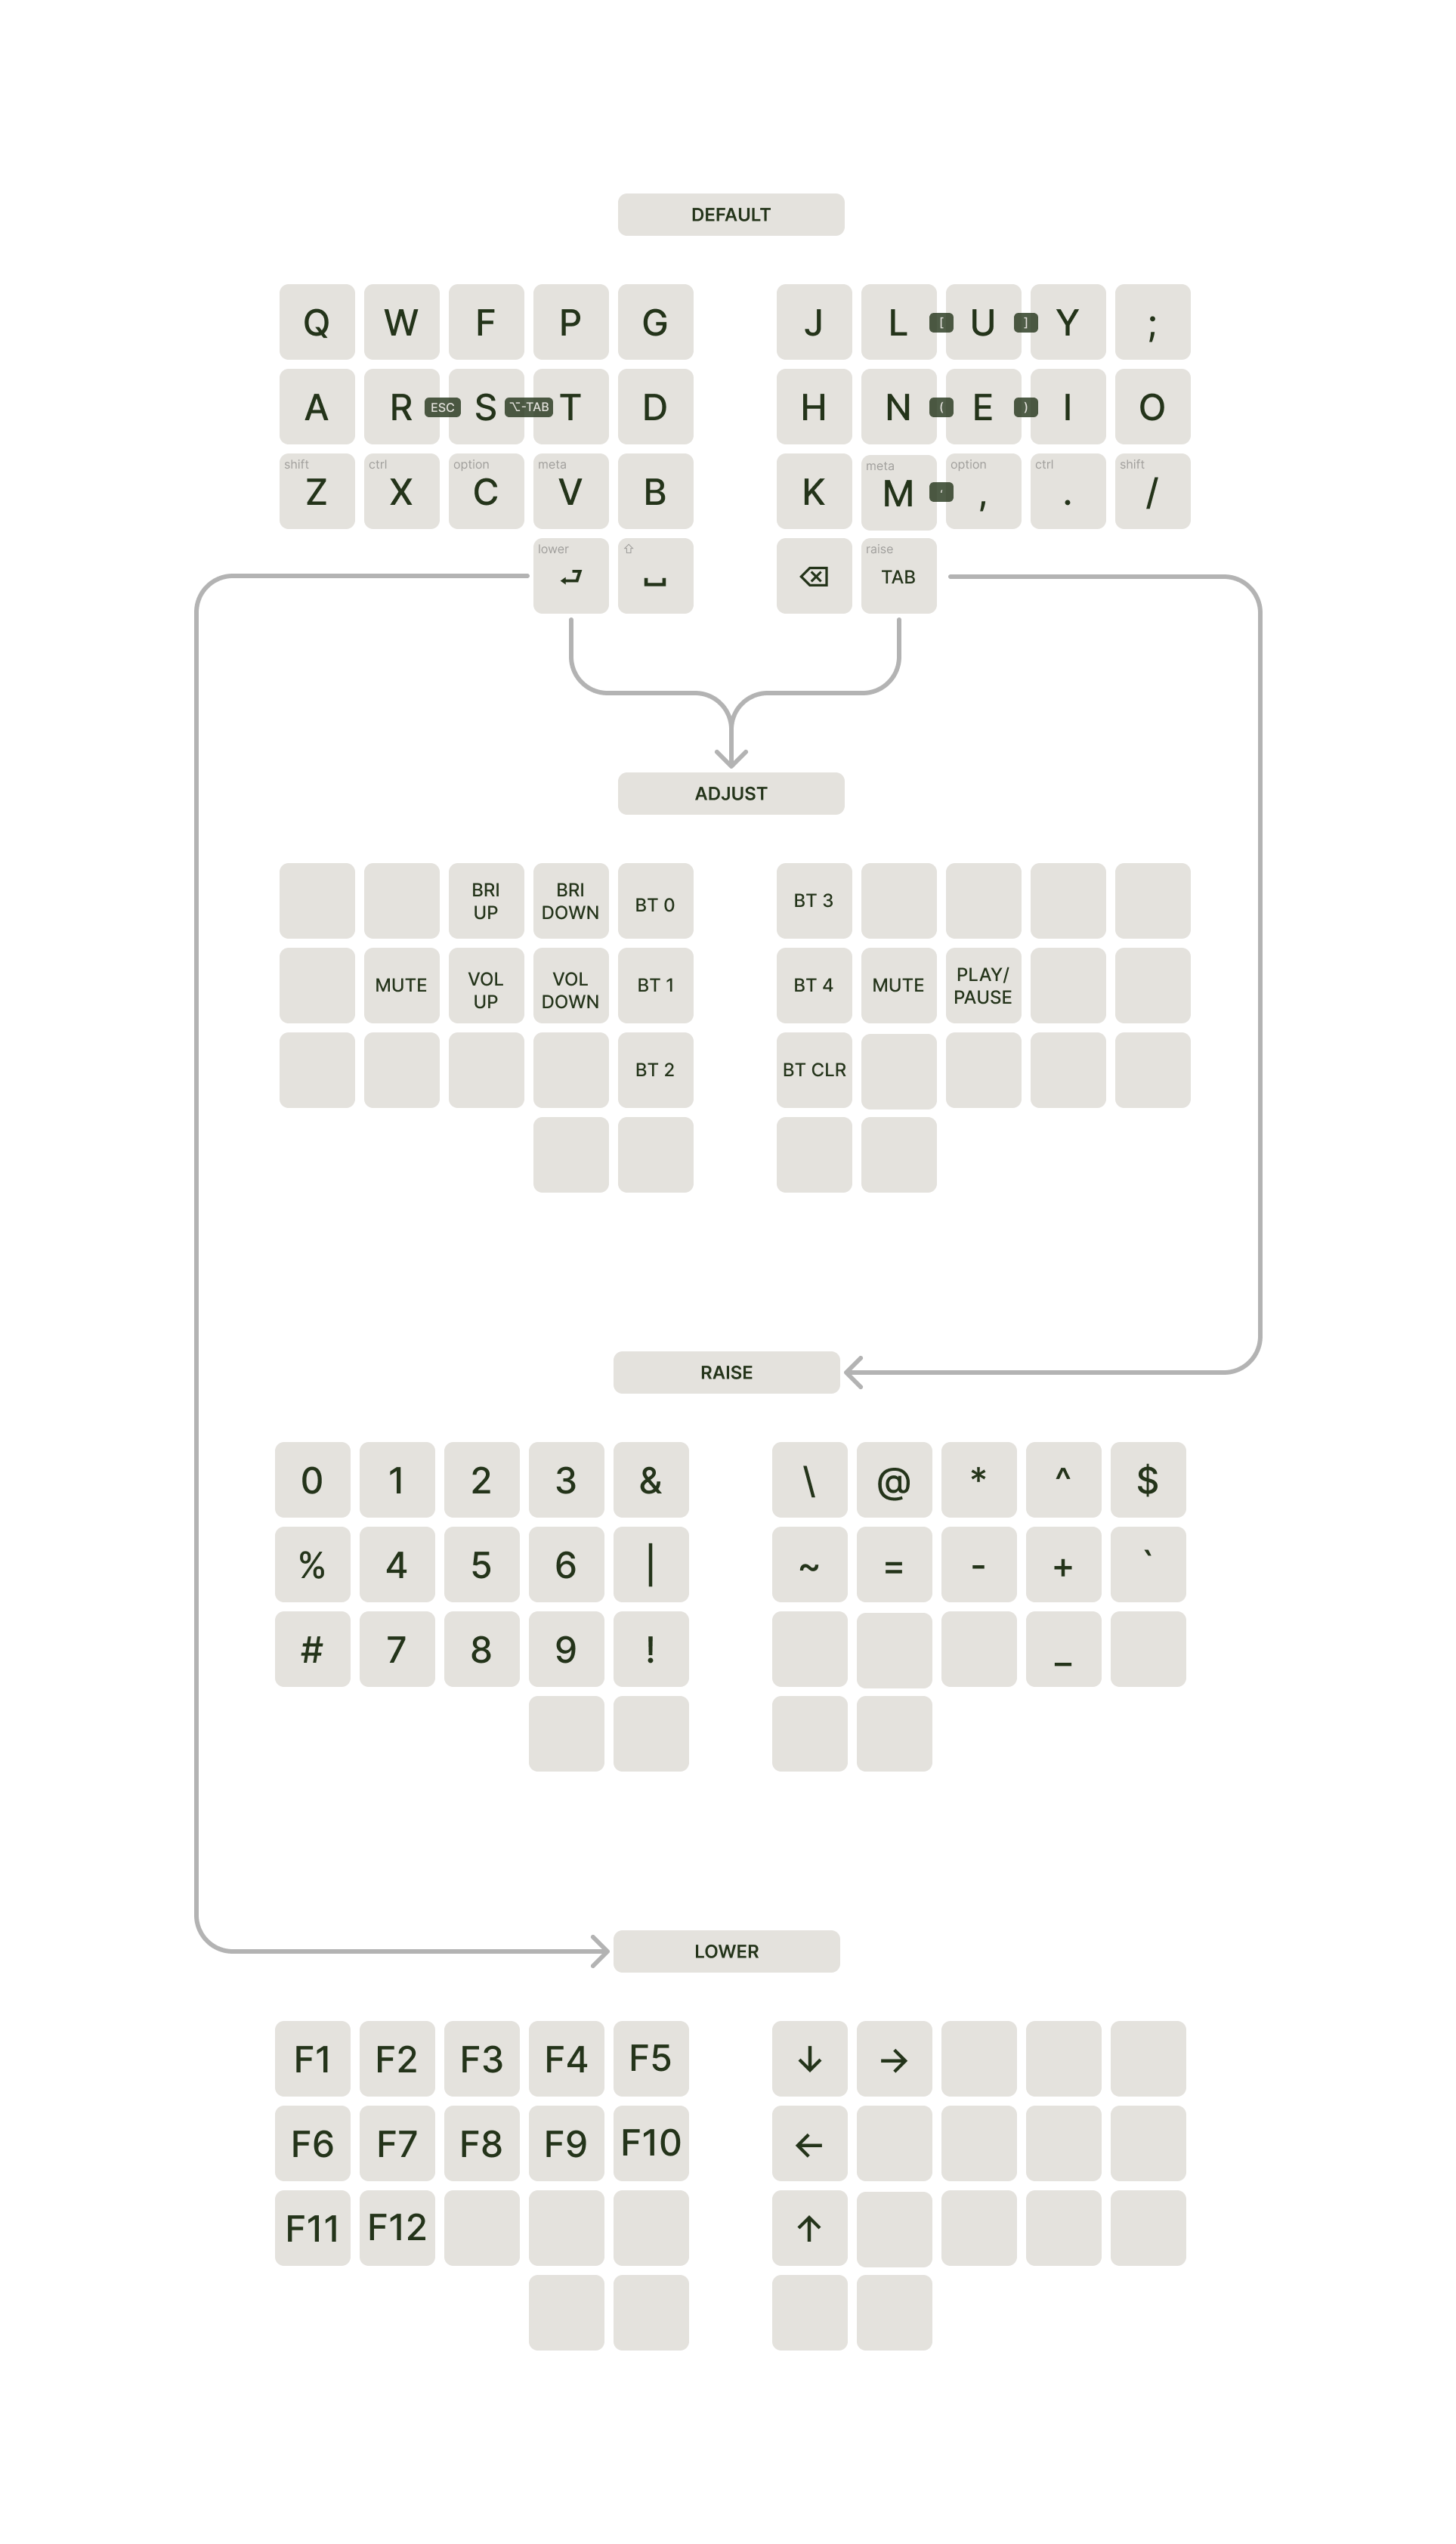 DEFAULT
Q W F P G J L [ U ] Y ;
A R ESC S ⌥-TAB T D H N ( E ) I O
shift ctrl option meta meta option ctrl shift
Z X C V B K M ' , . /
lower ⇧ raise
TAB
ADJUST
BRI BRI
UP DOWN BT 0 BT 3
MUTE VOL VOL BT 1 BT 4 MUTE PLAY/
UP DOWN PAUSE
BT 2 BT CLR
RAISE
0 1 2 3 & \ @ * ^ $
% 4 5 6 | ~ = - + `
# 7 8 9 ! _
LOWER
F1 F2 F3 F4 F5 ↓ →
F6 F7 F8 F9 F10 ←
F11 F12 ↑